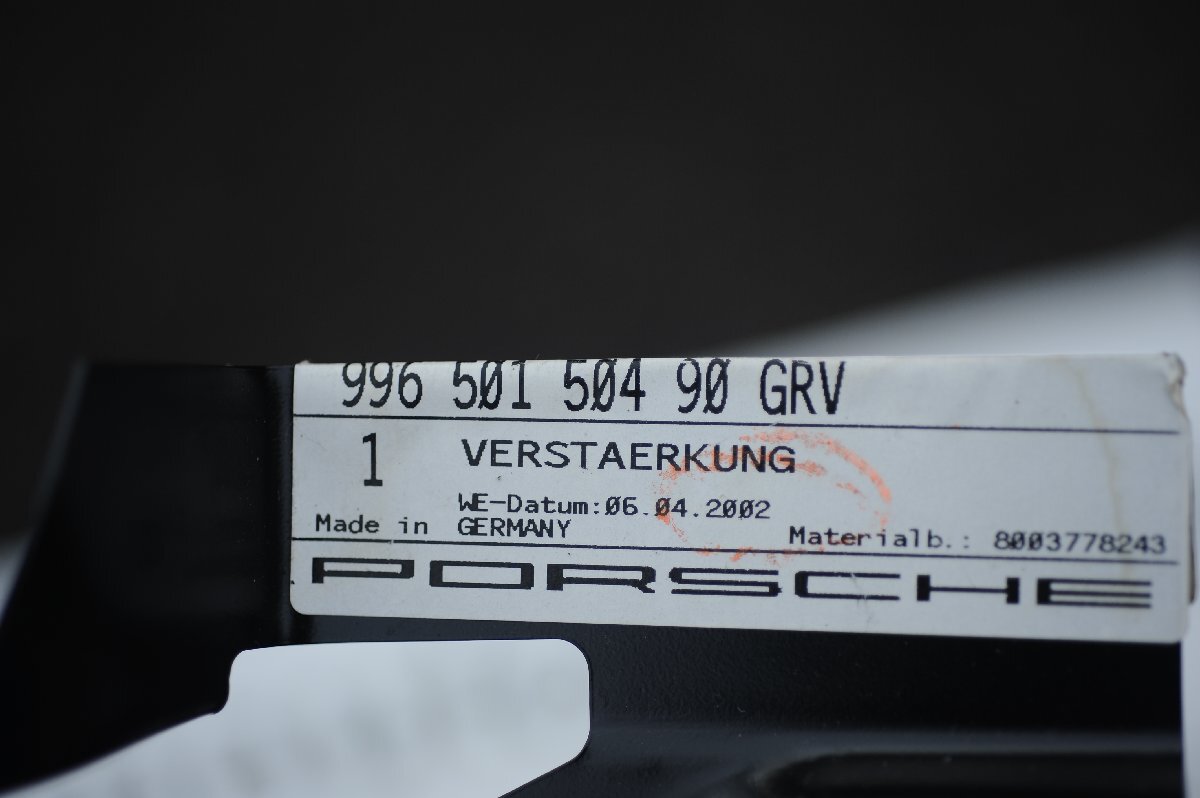 996 501 504 90 GRV
1 VERSTAERKUNG
WE-Datum:06.04.2002
Made in GERMANY
Materialb.: 8003778243
PORSCHE